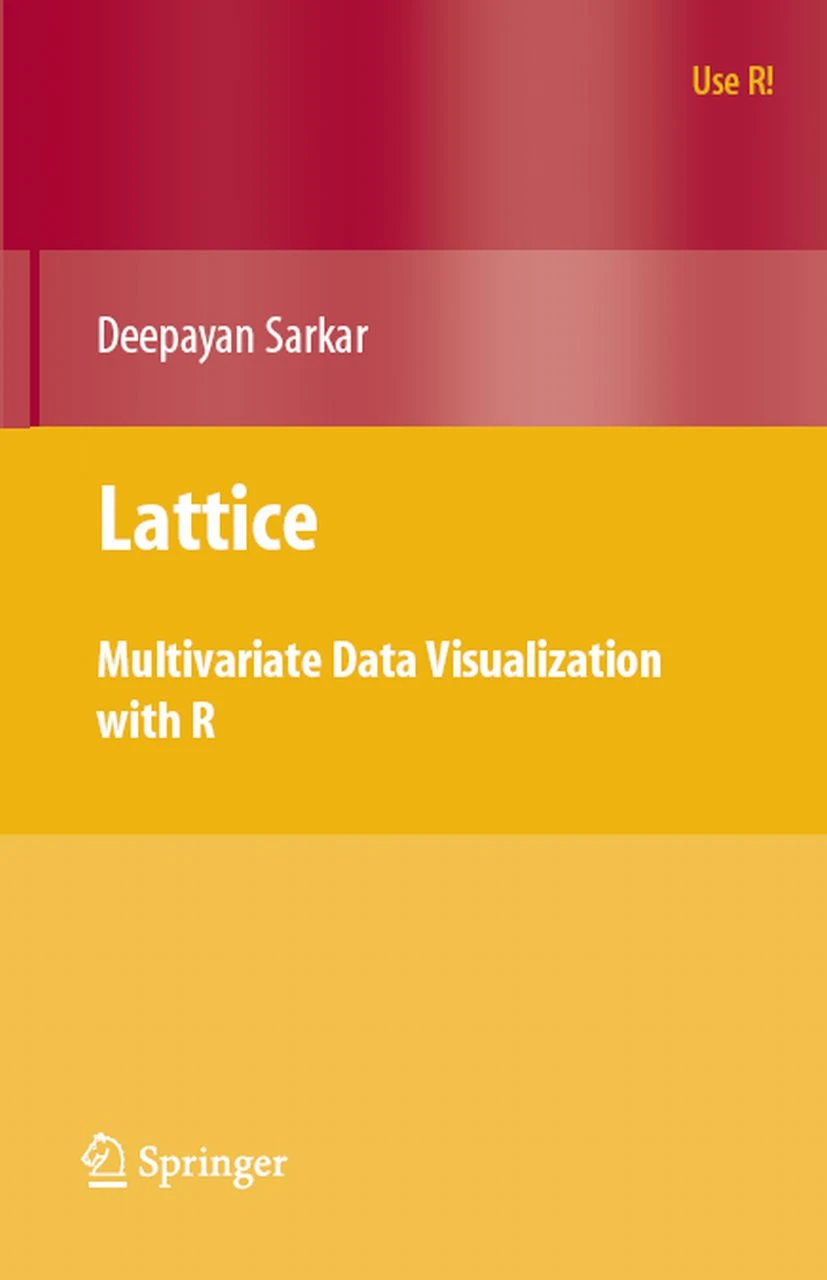 Use R!
Deepayan Sarkar
Lattice
Multivariate Data Visualization
with R
Springer